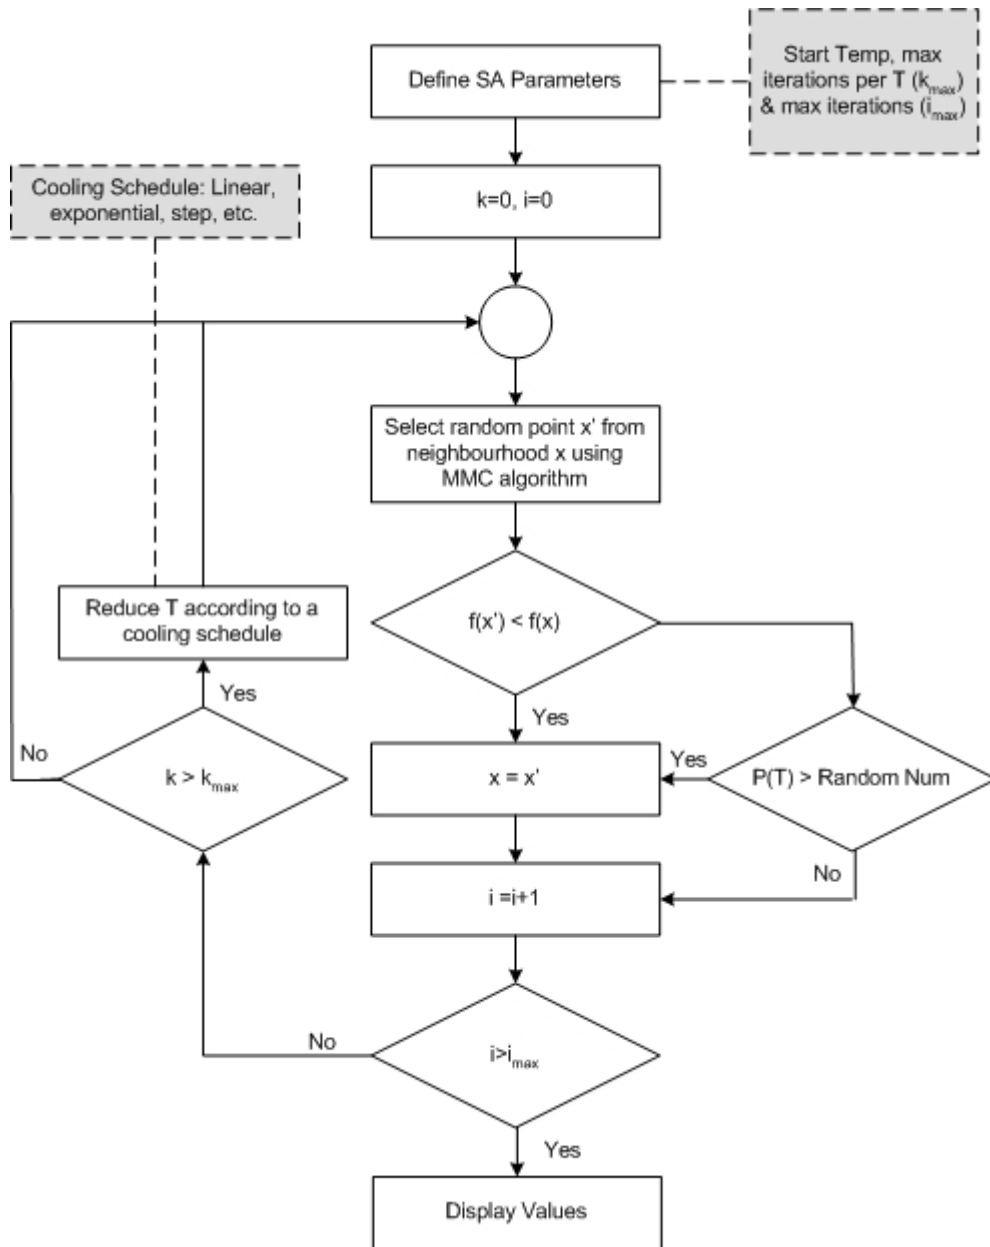 Define SA Parameters
Start Temp, max
iterations per T (kmax)
& max iterations (imax)
k=0, i=0
Cooling Schedule: Linear,
exponential, step, etc.
Select random point x' from
neighbourhood x using
MMC algorithm
f(x') < f(x)
Reduce T according to a
cooling schedule
Yes
Yes
No
k > kmax
x = x'
Yes
P(T) > Random Num
No
i =i+1
No
i>imax
Yes
Display Values